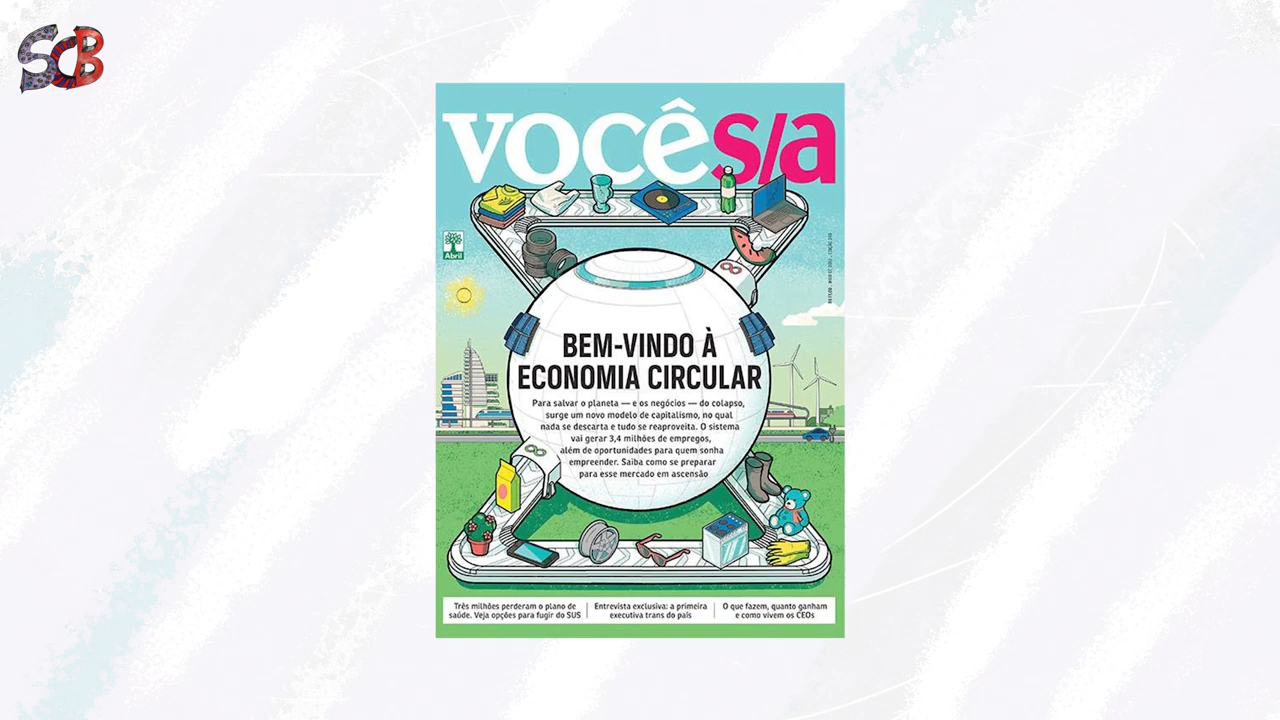 SCB
VOCÊ S/A
Abril
BEM-VINDO À
ECONOMIA CIRCULAR
Para salvar o planeta — e os negócios — do colapso,
surge um novo modelo de capitalismo, no qual
nada se descarta e tudo se reaproveita. O sistema
vai gerar 3,4 milhões de empregos,
além de oportunidades para quem sonha
empreender. Saiba como se preparar
para esse mercado em ascensão
Três milhões perderam o plano de
saúde. Veja opções para fugir do SUS
Entrevista exclusiva: a primeira
executiva trans do país
O que fazem, quanto ganham
e como vivem os CEOs